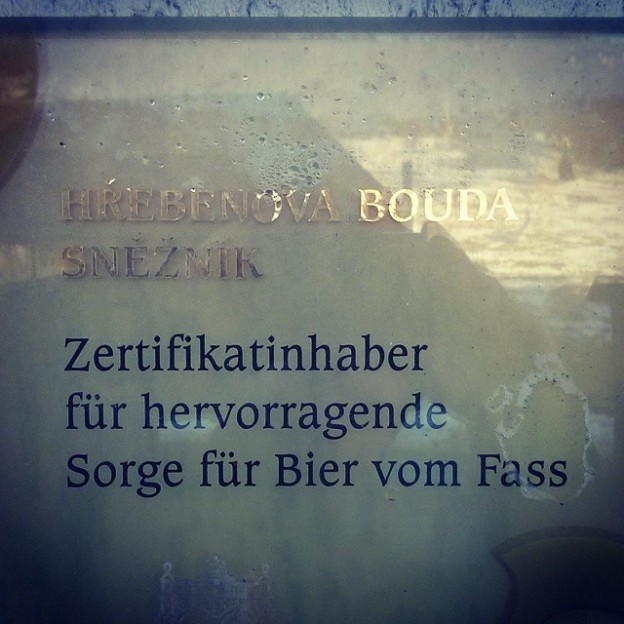 HŘEBENOVA BOUDA
SNĚŽNÍK
Zertifikatinhaber
für hervorragende
Sorge für Bier vom Fass